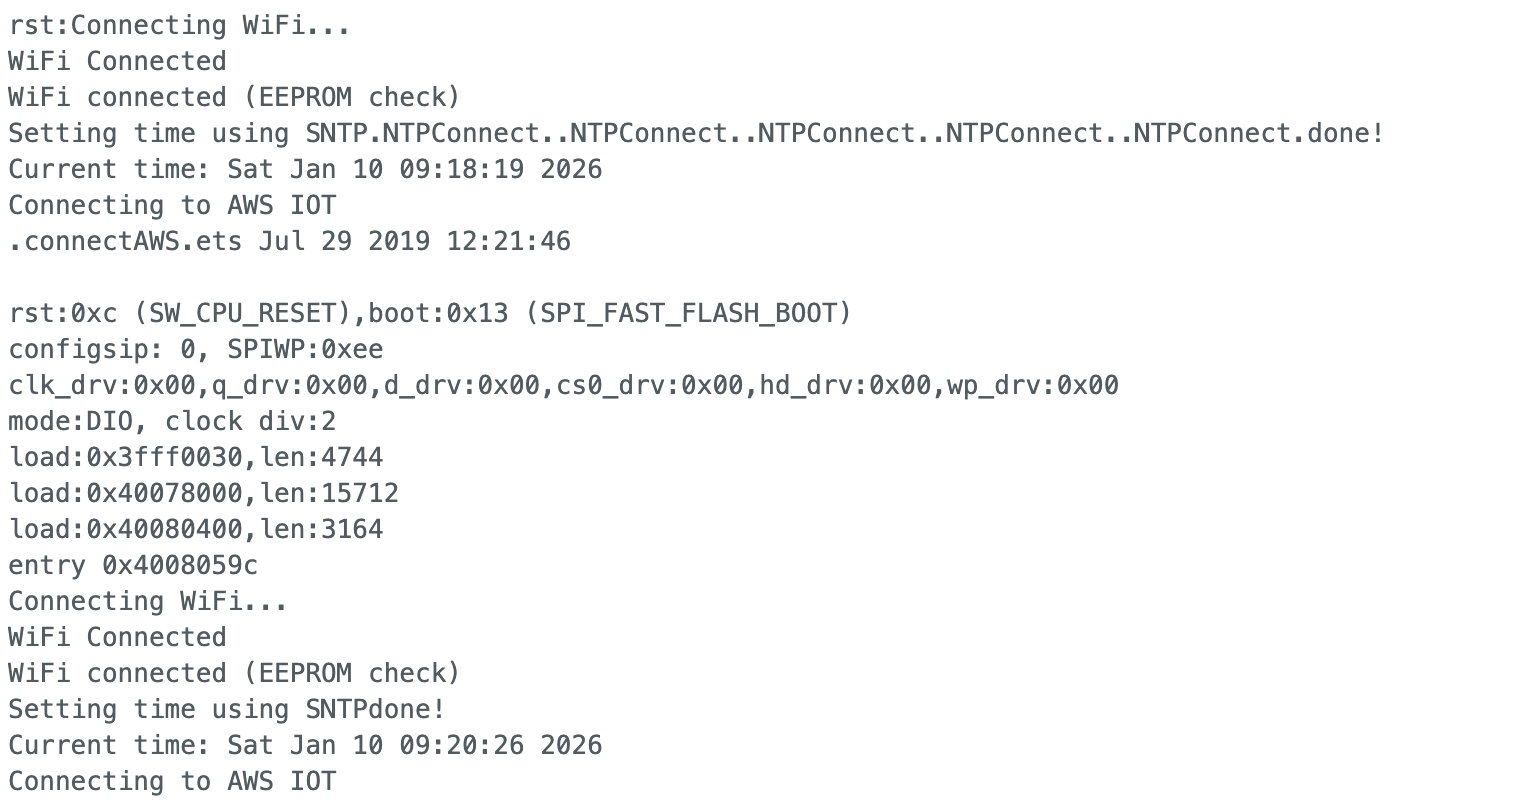 rst:Connecting WiFi...
WiFi Connected
WiFi connected (EEPROM check)
Setting time using SNTP.NTPConnect..NTPConnect..NTPConnect..NTPConnect..NTPConnect.done!
Current time: Sat Jan 10 09:18:19 2026
Connecting to AWS IOT
.connectAWS.ets Jul 29 2019 12:21:46

rst:0xc (SW_CPU_RESET),boot:0x13 (SPI_FAST_FLASH_BOOT)
configsip: 0, SPIWP:0xee
clk_drv:0x00,q_drv:0x00,d_drv:0x00,cs0_drv:0x00,hd_drv:0x00,wp_drv:0x00
mode:DIO, clock div:2
load:0x3fff0030,len:4744
load:0x40078000,len:15712
load:0x40080400,len:3164
entry 0x4008059c
Connecting WiFi...
WiFi Connected
WiFi connected (EEPROM check)
Setting time using SNTPdone!
Current time: Sat Jan 10 09:20:26 2026
Connecting to AWS IOT